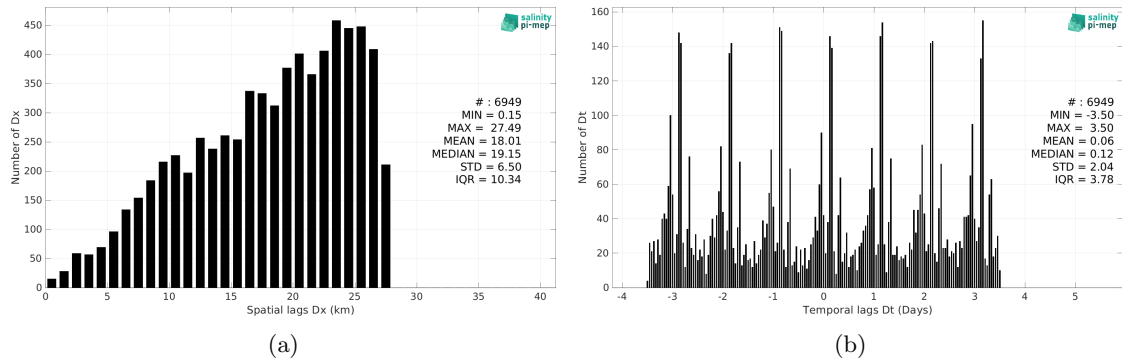 salinity
pi-mep
450
400
350
300
250
200
150
100
50
0
Number of Dx
# : 6949
MIN = 0.15
MAX = 27.49
MEAN = 18.01
MEDIAN = 19.15
STD = 6.50
IQR = 10.34
0 5 10 15 20 25 30 35 40
Spatial lags Dx (km)
(a)
salinity
pi-mep
160
140
120
100
80
60
40
20
0
Number of Dt
# : 6949
MIN = -3.50
MAX = 3.50
MEAN = 0.06
MEDIAN = 0.12
STD = 2.04
IQR = 3.78
-4 -3 -2 -1 0 1 2 3 4 5
Temporal lags Dt (Days)
(b)